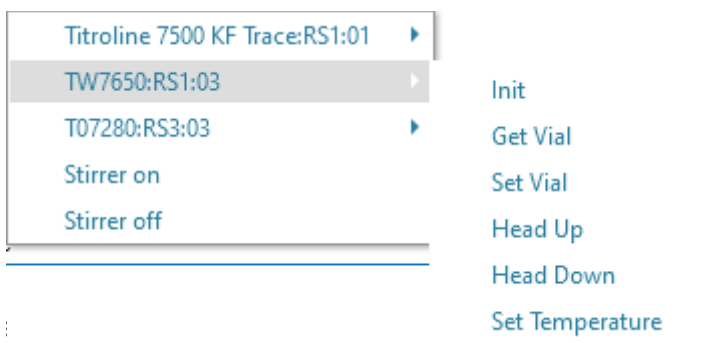 Titroline 7500 KF Trace:RS1:01
TW7650:RS1:03
T07280:RS3:03
Stirrer on
Stirrer off
Init
Get Vial
Set Vial
Head Up
Head Down
Set Temperature